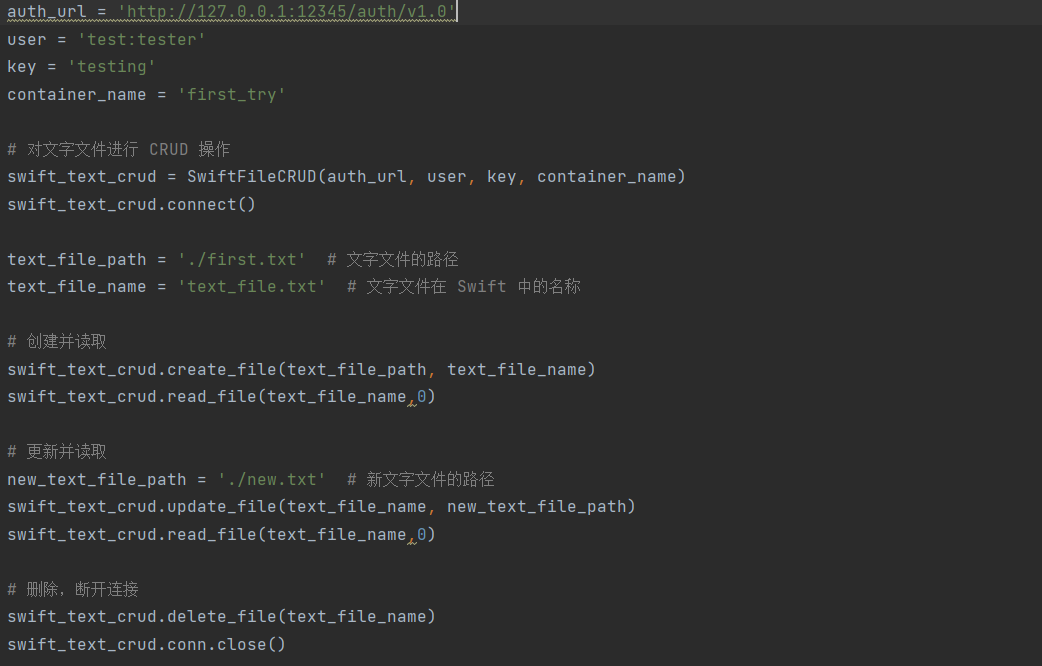 auth_url = 'http://127.0.0.1:12345/auth/v1.0'
user = 'test:tester'
key = 'testing'
container_name = 'first_try'
# 对文字文件进行 CRUD 操作
swift_text_crud = SwiftFileCRUD(auth_url, user, key, container_name)
swift_text_crud.connect()
text_file_path = './first.txt'  # 文字文件的路径
text_file_name = 'text_file.txt'  # 文字文件在 Swift 中的名称
# 创建并读取
swift_text_crud.create_file(text_file_path, text_file_name)
swift_text_crud.read_file(text_file_name,0)
# 更新并读取
new_text_file_path = './new.txt'  # 新文字文件的路径
swift_text_crud.update_file(text_file_name, new_text_file_path)
swift_text_crud.read_file(text_file_name,0)
# 删除，断开连接
swift_text_crud.delete_file(text_file_name)
swift_text_crud.conn.close()